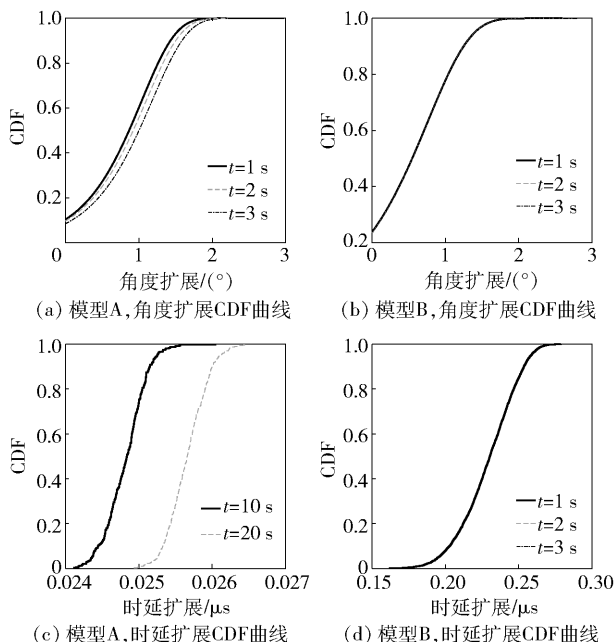 1.0
0.8
0.6
0.4
0.2
CDF
t=1 s
t=2 s
t=3 s
0
1
2
3
角度扩展/(°)
(a) 模型A,角度扩展CDF曲线
1.0
0.8
0.6
0.4
0.2
CDF
t=1 s
t=2 s
t=3 s
0
1
2
3
角度扩展/(°)
(b) 模型B,角度扩展CDF曲线
1.0
0.8
0.6
0.4
0.2
0
CDF
t=10 s
t=20 s
0.024
0.025
0.026
0.027
时延扩展/μs
(c) 模型A,时延扩展CDF曲线
1.0
0.8
0.6
0.4
0.2
0
CDF
t=1 s
t=2 s
t=3 s
0.15
0.20
0.25
0.30
时延扩展/μs
(d) 模型B,时延扩展CDF曲线